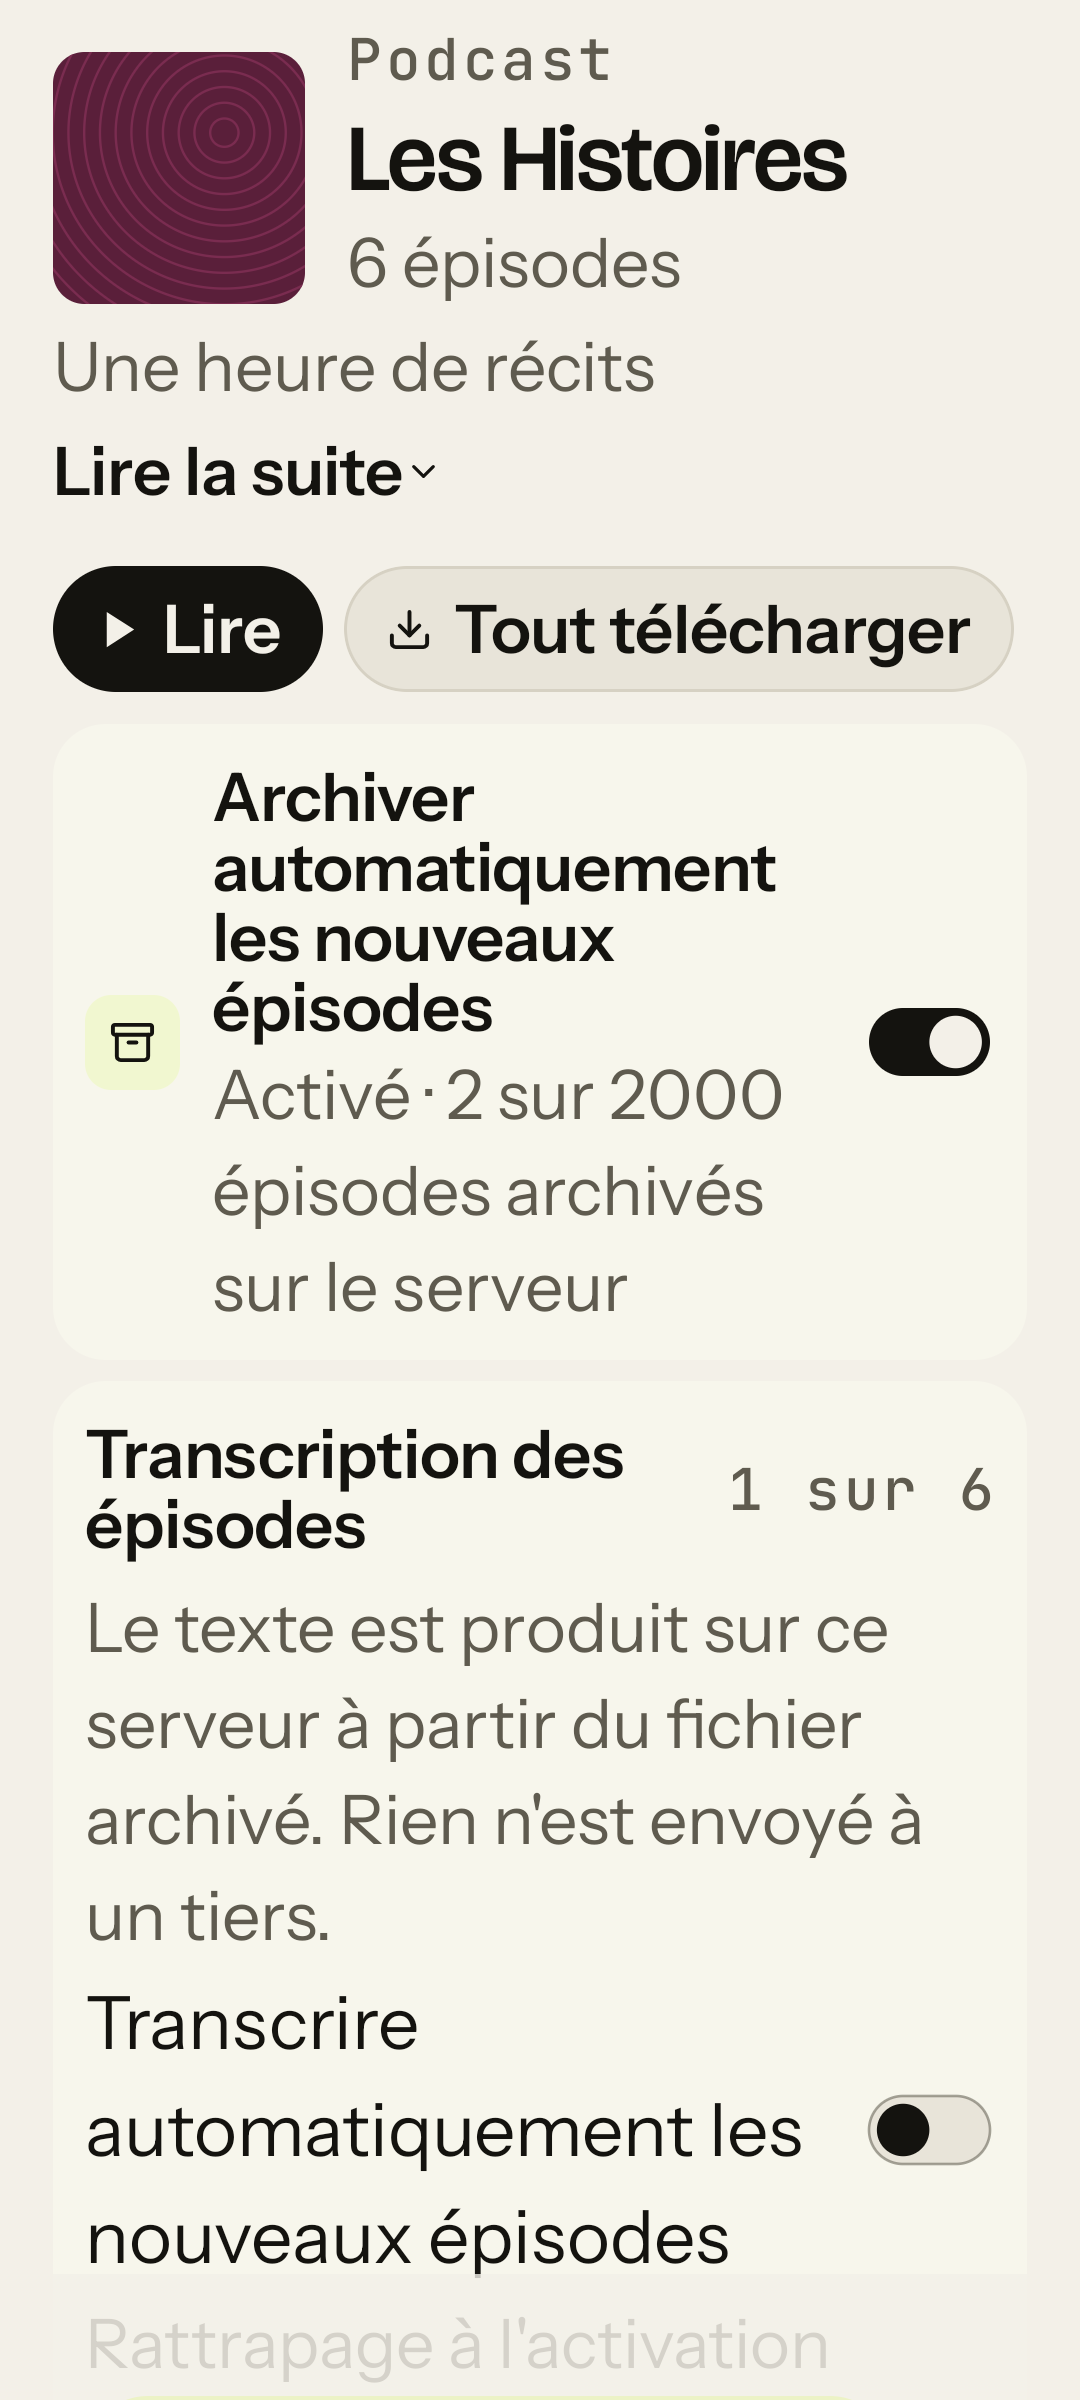 Podcast
Les Histoires
6 épisodes
Une heure de récits
Lire la suite
Lire
Tout télécharger
Archiver
automatiquement
les nouveaux
épisodes
Activé · 2 sur 2000
épisodes archivés
sur le serveur
Transcription des
épisodes
1 sur 6
Le texte est produit sur ce
serveur à partir du fichier
archivé. Rien n'est envoyé à
un tiers.
Transcrire
automatiquement les
nouveaux épisodes
Rattrapage à l'activation